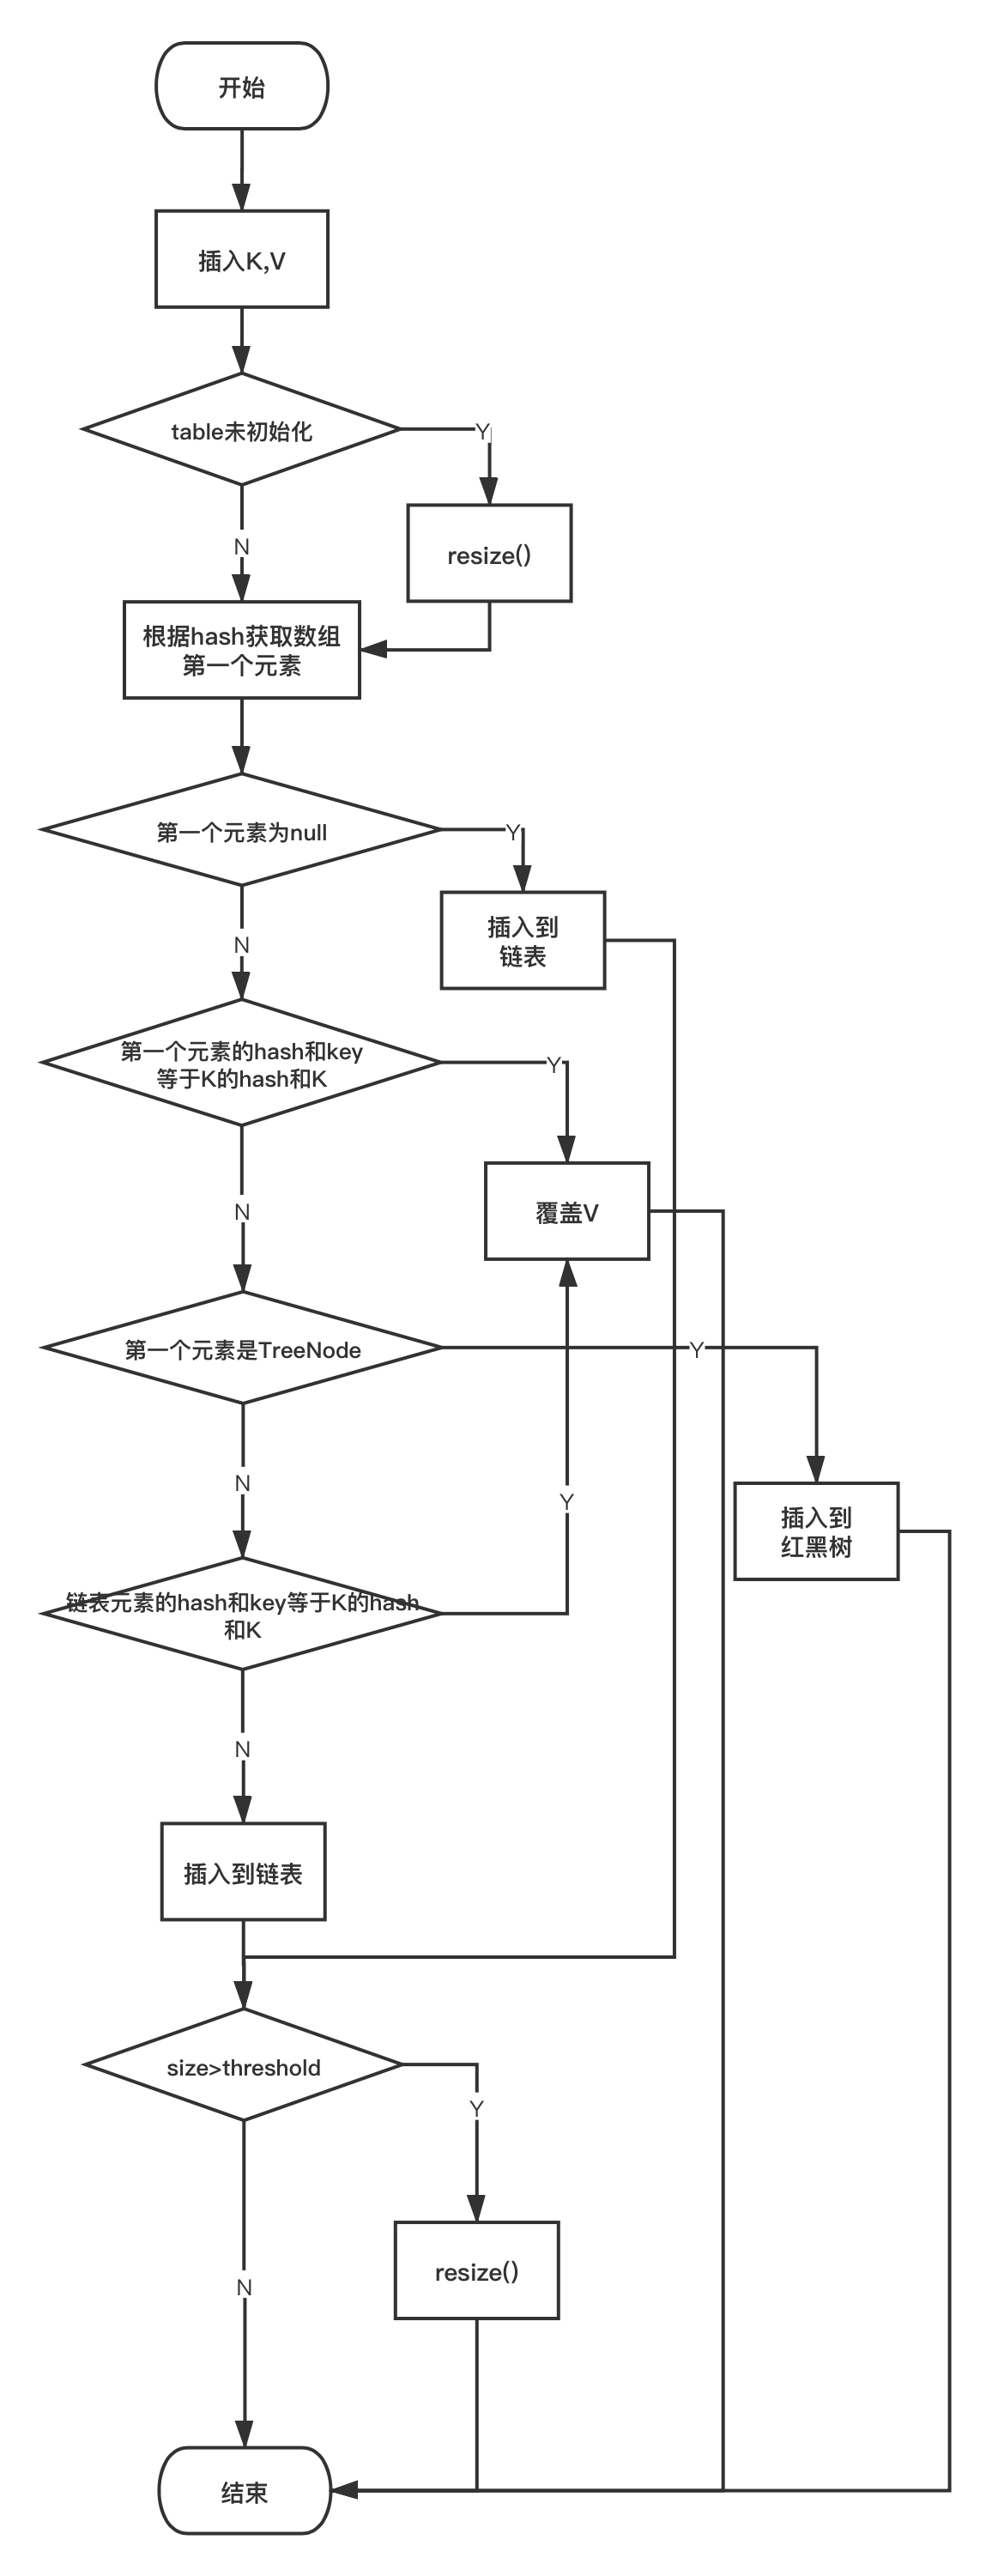 开始
插入K,V
table未初始化
Y
resize()
N
根据hash获取数组
第一个元素
第一个元素为null
Y
插入到
链表
N
第一个元素的hash和key
等于K的hash和K
Y
覆盖V
N
第一个元素是TreeNode
Y
插入到
红黑树
N
Y
链表元素的hash和key等于K的hash
和K
N
插入到链表
size>threshold
Y
resize()
N
结束